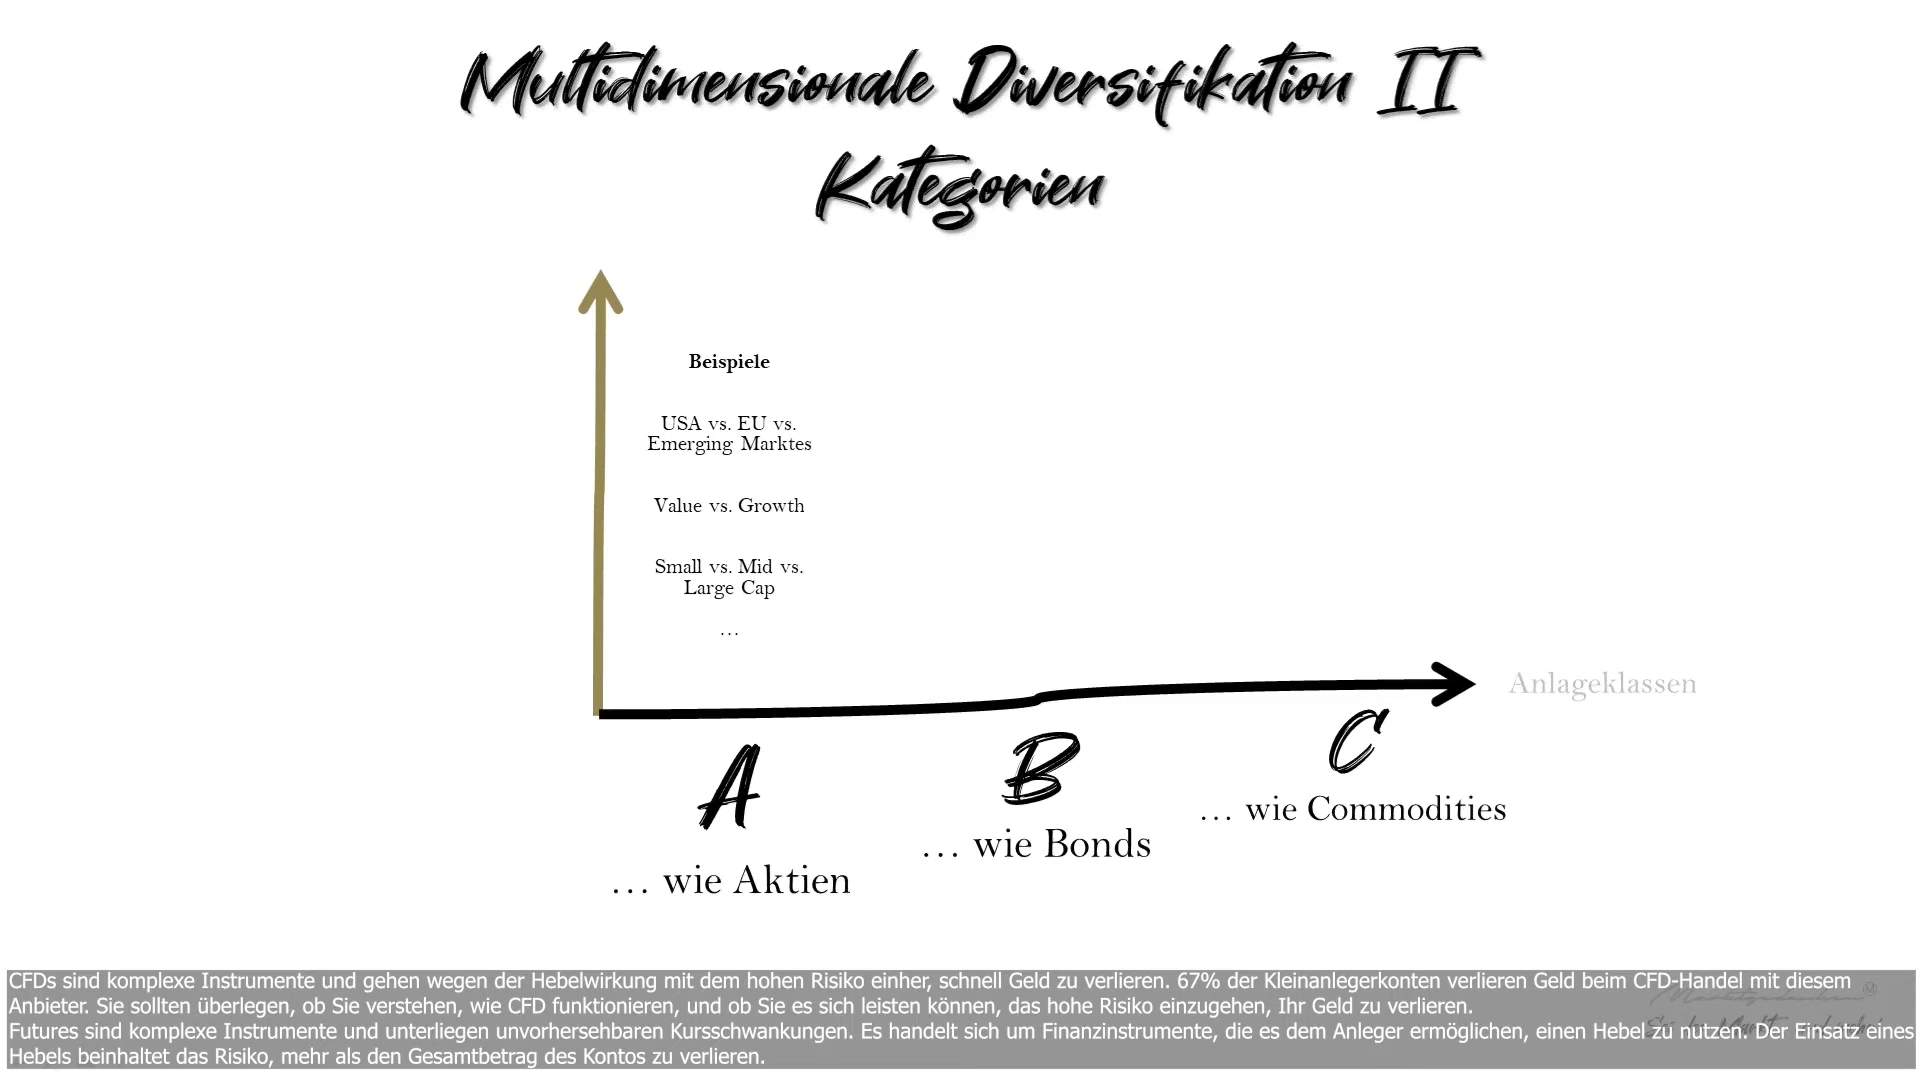 Multidimensionale Diversifikation II
Kategorien
Beispiele
USA vs. EU vs.
Emerging Marktes
Value vs. Growth
Small vs. Mid vs.
Large Cap
…
Anlageklassen
A
… wie Aktien
B
… wie Bonds
C
… wie Commodities
CFDs sind komplexe Instrumente und gehen wegen der Hebelwirkung mit dem hohen Risiko einher, schnell Geld zu verlieren. 67% der Kleinanlegerkonten verlieren Geld beim CFD-Handel mit diesem
Anbieter. Sie sollten überlegen, ob Sie verstehen, wie CFD funktionieren, und ob Sie es sich leisten können, das hohe Risiko einzugehen, Ihr Geld zu verlieren.
Futures sind komplexe Instrumente und unterliegen unvorhersehbaren Kursschwankungen. Es handelt sich um Finanzinstrumente, die es dem Anleger ermöglichen, einen Hebel zu nutzen. Der Einsatz eines
Hebels beinhaltet das Risiko, mehr als den Gesamtbetrag des Kontos zu verlieren.